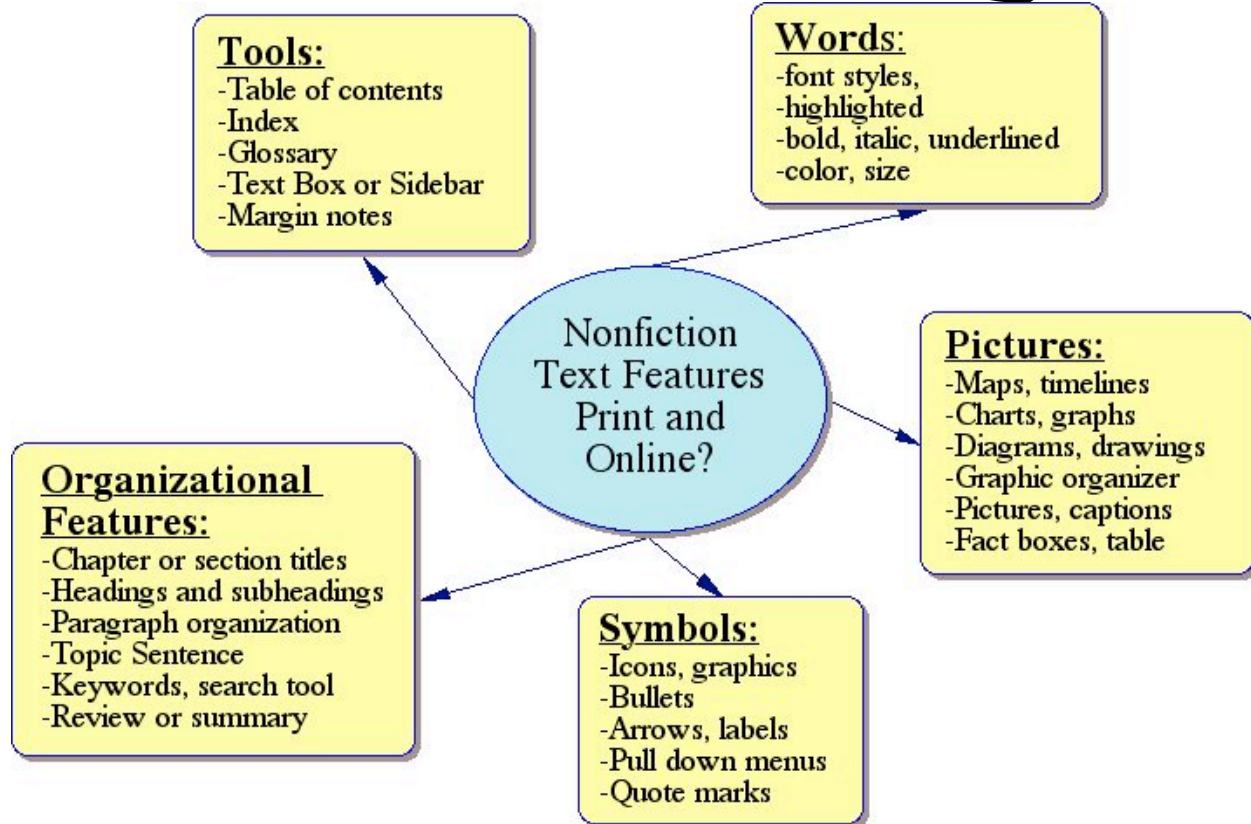 Tools:
-Table of contents
-Index
-Glossary
-Text Box or Sidebar
-Margin notes
Words:
-font styles,
-highlighted
-bold, italic, underlined
-color, size
Nonfiction
Text Features
Print and
Online?
Pictures:
-Maps, timelines
-Charts, graphs
-Diagrams, drawings
-Graphic organizer
-Pictures, captions
-Fact boxes, table
Organizational
Features:
-Chapter or section titles
-Headings and subheadings
-Paragraph organization
-Topic Sentence
-Keywords, search tool
-Review or summary
Symbols:
-Icons, graphics
-Bullets
-Arrows, labels
-Pull down menus
-Quote marks